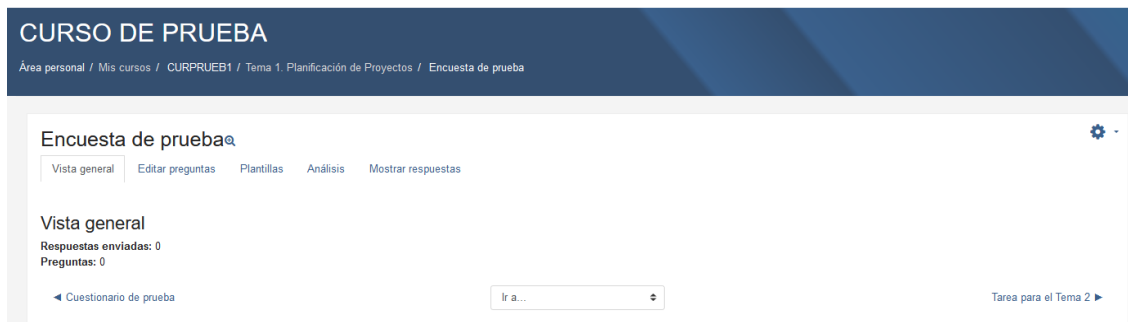 CURSO DE PRUEBA
Área personal / Mis cursos / CURPRUEB1 / Tema 1. Planificación de Proyectos / Encuesta de prueba
Encuesta de prueba
Vista general Editar preguntas Plantillas Análisis Mostrar respuestas
Vista general
Respuestas enviadas: 0
Preguntas: 0
◄ Cuestionario de prueba Ir a... Tarea para el Tema 2 ►